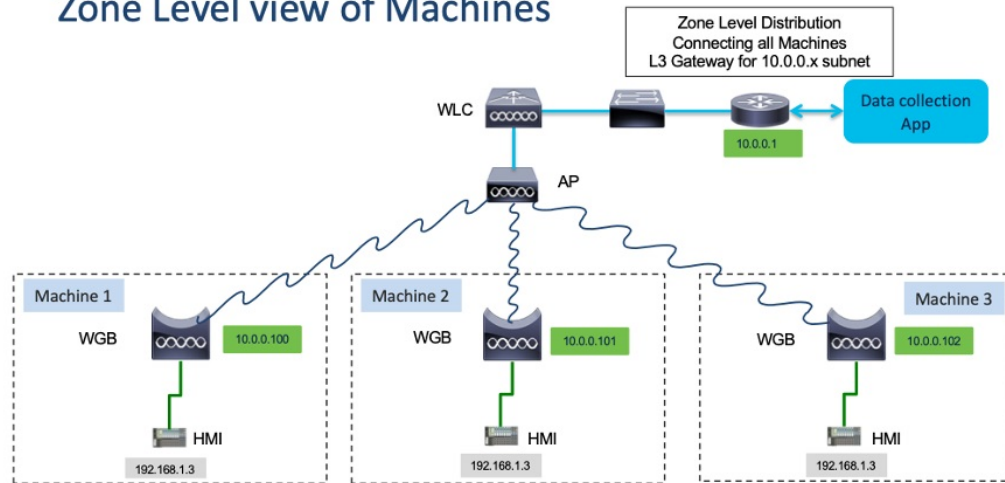 Zone Level view of Machines
Zone Level Distribution
Connecting all Machines
L3 Gateway for 10.0.0.x subnet
WLC
Data collection
App
10.0.0.1
AP
Machine 1
WGB
10.0.0.100
HMI
192.168.1.3
Machine 2
WGB
10.0.0.101
HMI
192.168.1.3
Machine 3
WGB
10.0.0.102
HMI
192.168.1.3